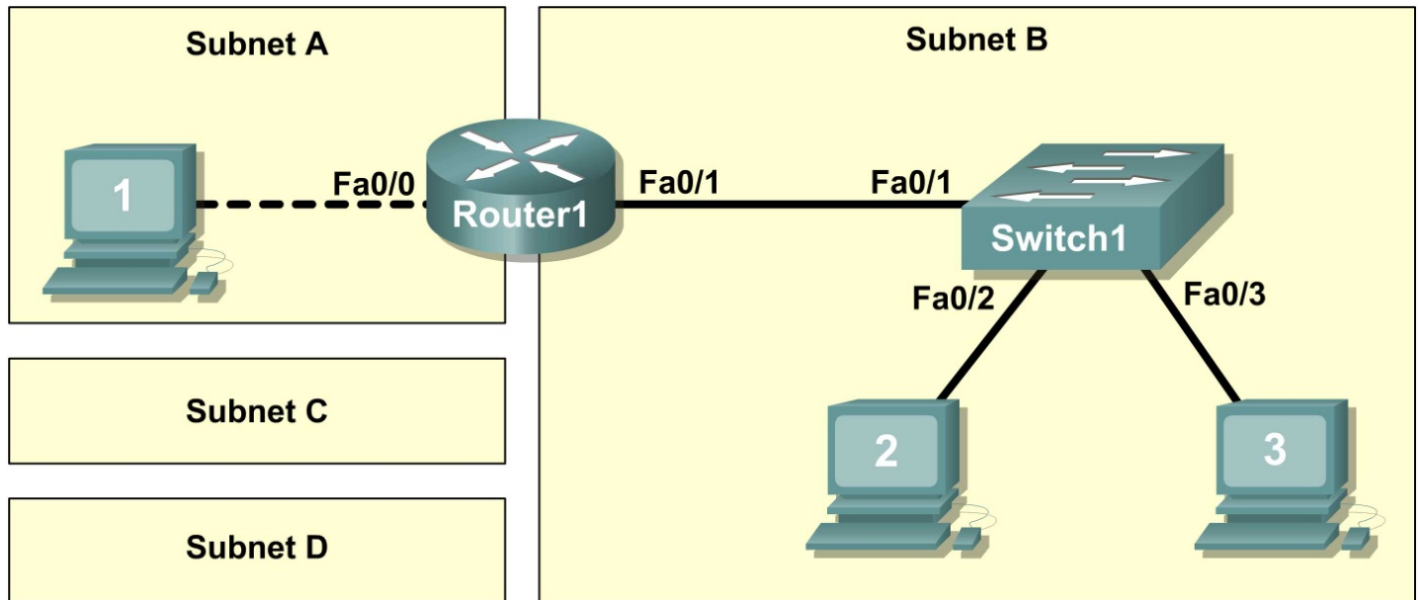 Subnet A
Subnet B
1
Fa0/0
Router1
Fa0/1
Fa0/1
Switch1
Fa0/2
Fa0/3
Subnet C
2
3
Subnet D